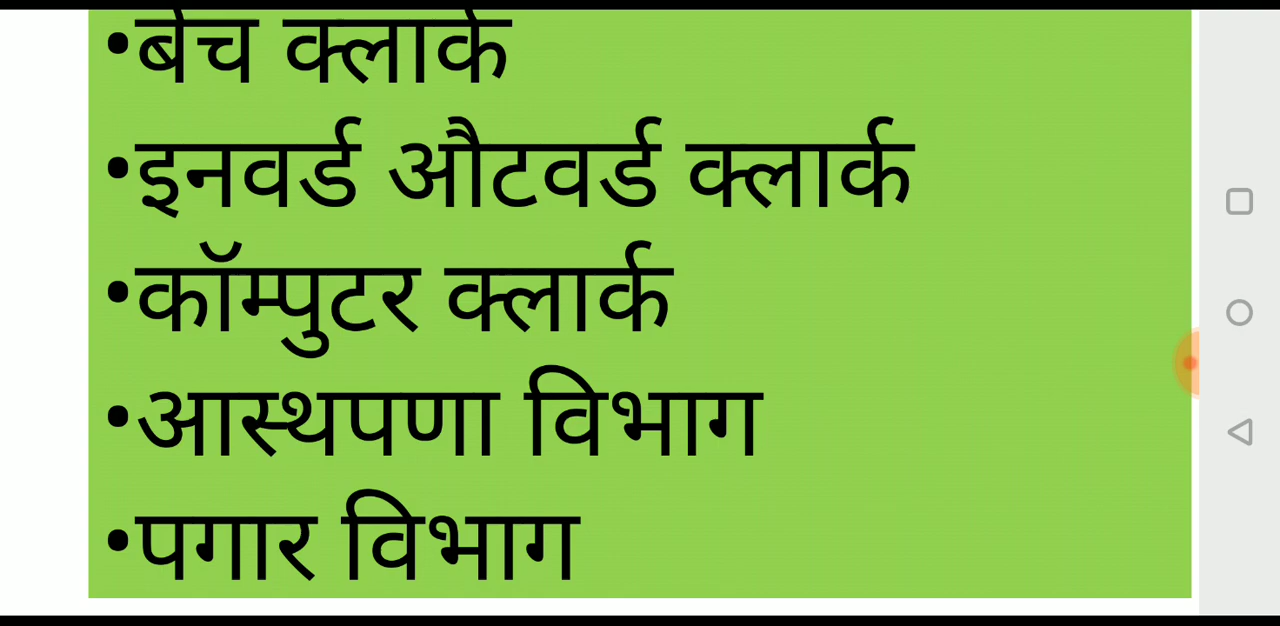 •बेंच क्लार्क
•इनवर्ड औटवर्ड क्लार्क
•कॉम्पुटर क्लार्क
•आस्थपणा विभाग
•पगार विभाग